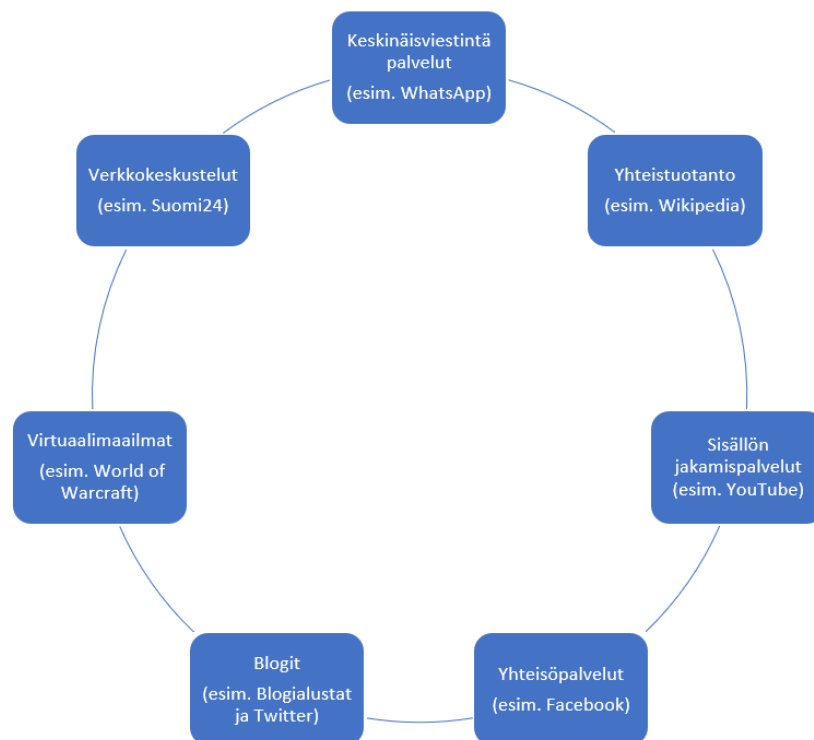 Keskinäisviestintä
palvelut
(esim. WhatsApp)
Yhteistuotanto
(esim. Wikipedia)
Sisällön
jakamispalvelut
(esim. YouTube)
Yhteisöpalvelut
(esim. Facebook)
Blogit
(esim. Blogialustat
ja Twitter)
Virtuaalimaailmat
(esim. World of
Warcraft)
Verkkokeskustelut
(esim. Suomi24)